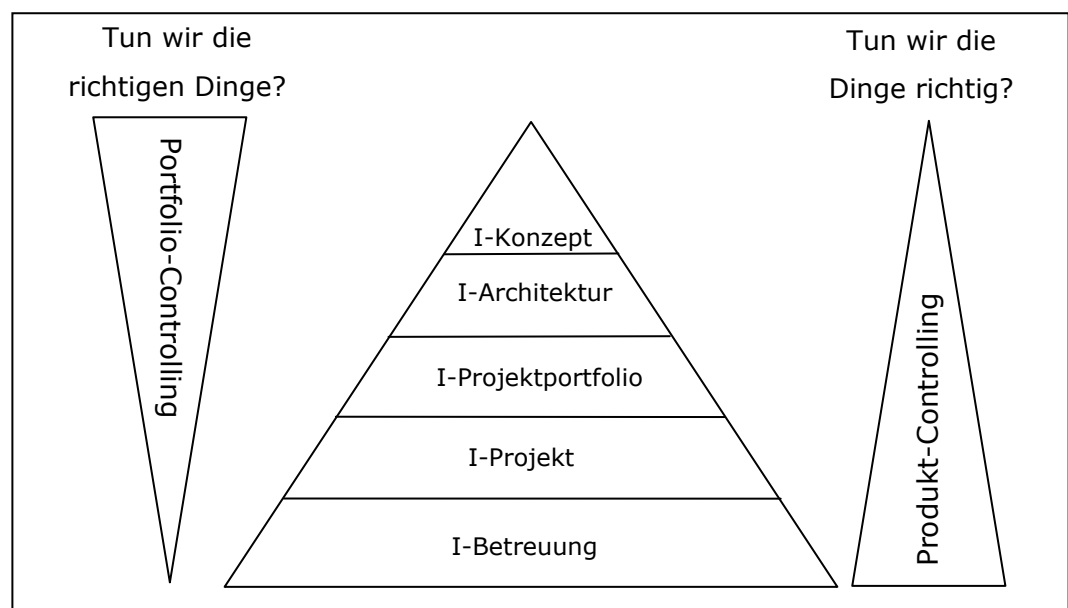 Tun wir die
richtigen Dinge?
Portfolio-Controlling
I-Konzept
I-Architektur
I-Projektportfolio
I-Projekt
I-Betreuung
Tun wir die
Dinge richtig?
Produkt-Controlling